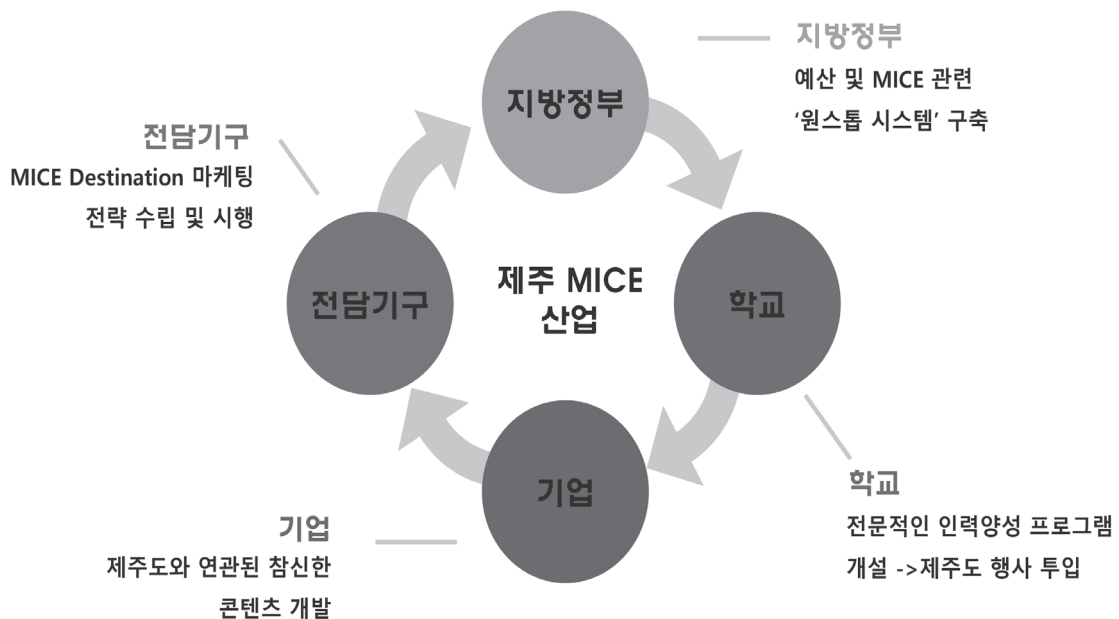 지방정부
지방정부
예산 및 MICE 관련
‘원스톱 시스템’ 구축
전담기구
MICE Destination 마케팅
전략 수립 및 시행
전담기구
제주 MICE
산업
학교
기업
학교
전문적인 인력양성 프로그램
개설 ->제주도 행사 투입
기업
제주도와 연관된 참신한
콘텐츠 개발